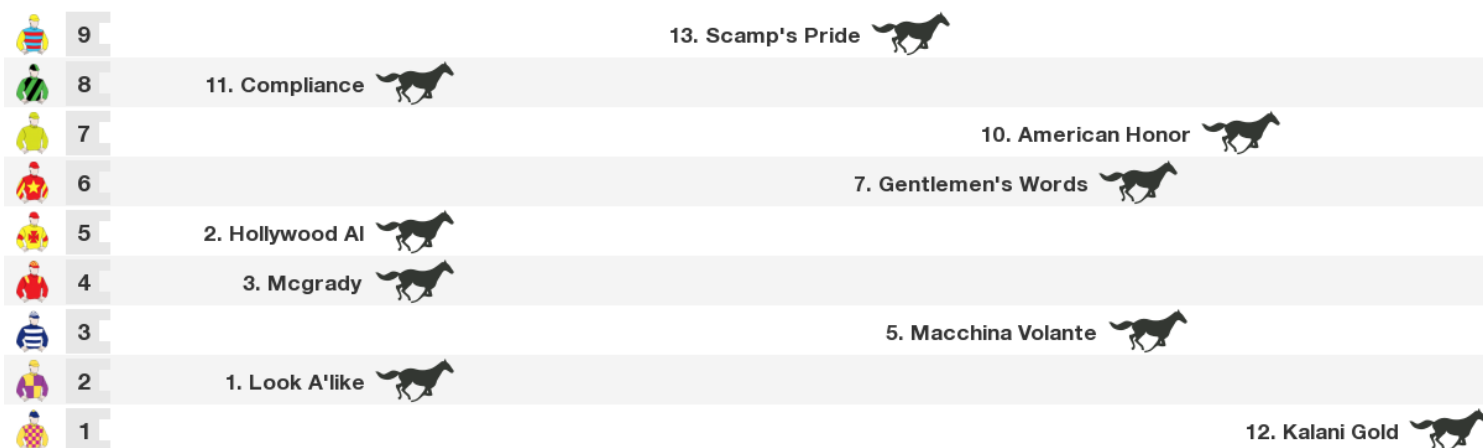 9 13. Scamp's Pride
8 11. Compliance
7 10. American Honor
6 7. Gentlemen's Words
5 2. Hollywood Al
4 3. Mcgrady
3 5. Macchina Volante
2 1. Look A'like
1 12. Kalani Gold